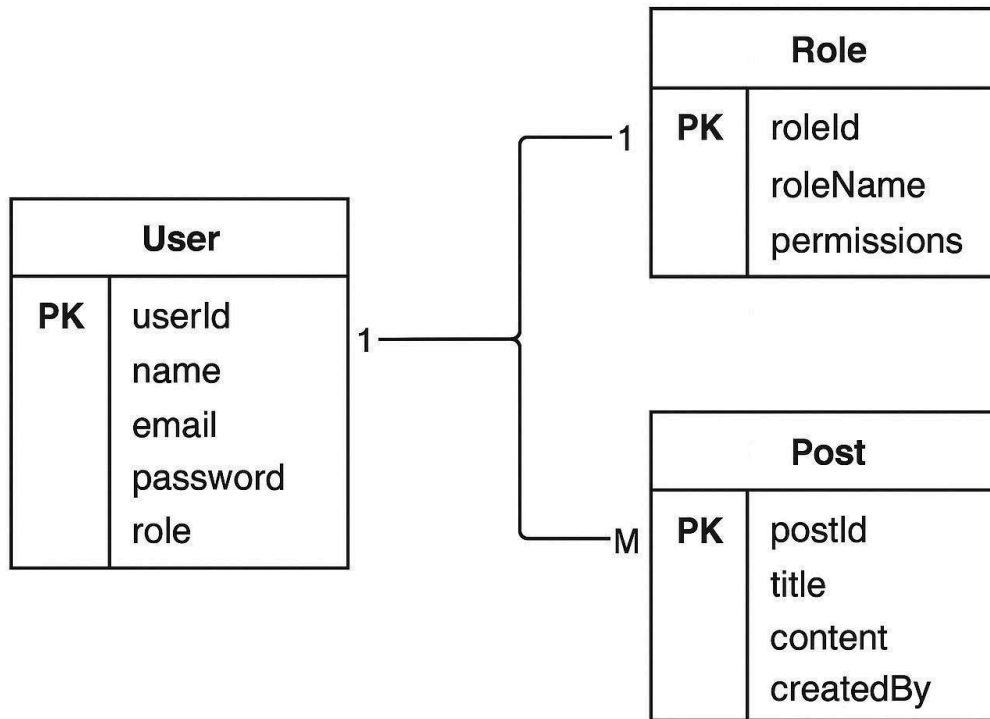 User
PK userId
name
email
password
role
1
1
M
Role
PK roleId
roleName
permissions
Post
PK postId
title
content
createdBy